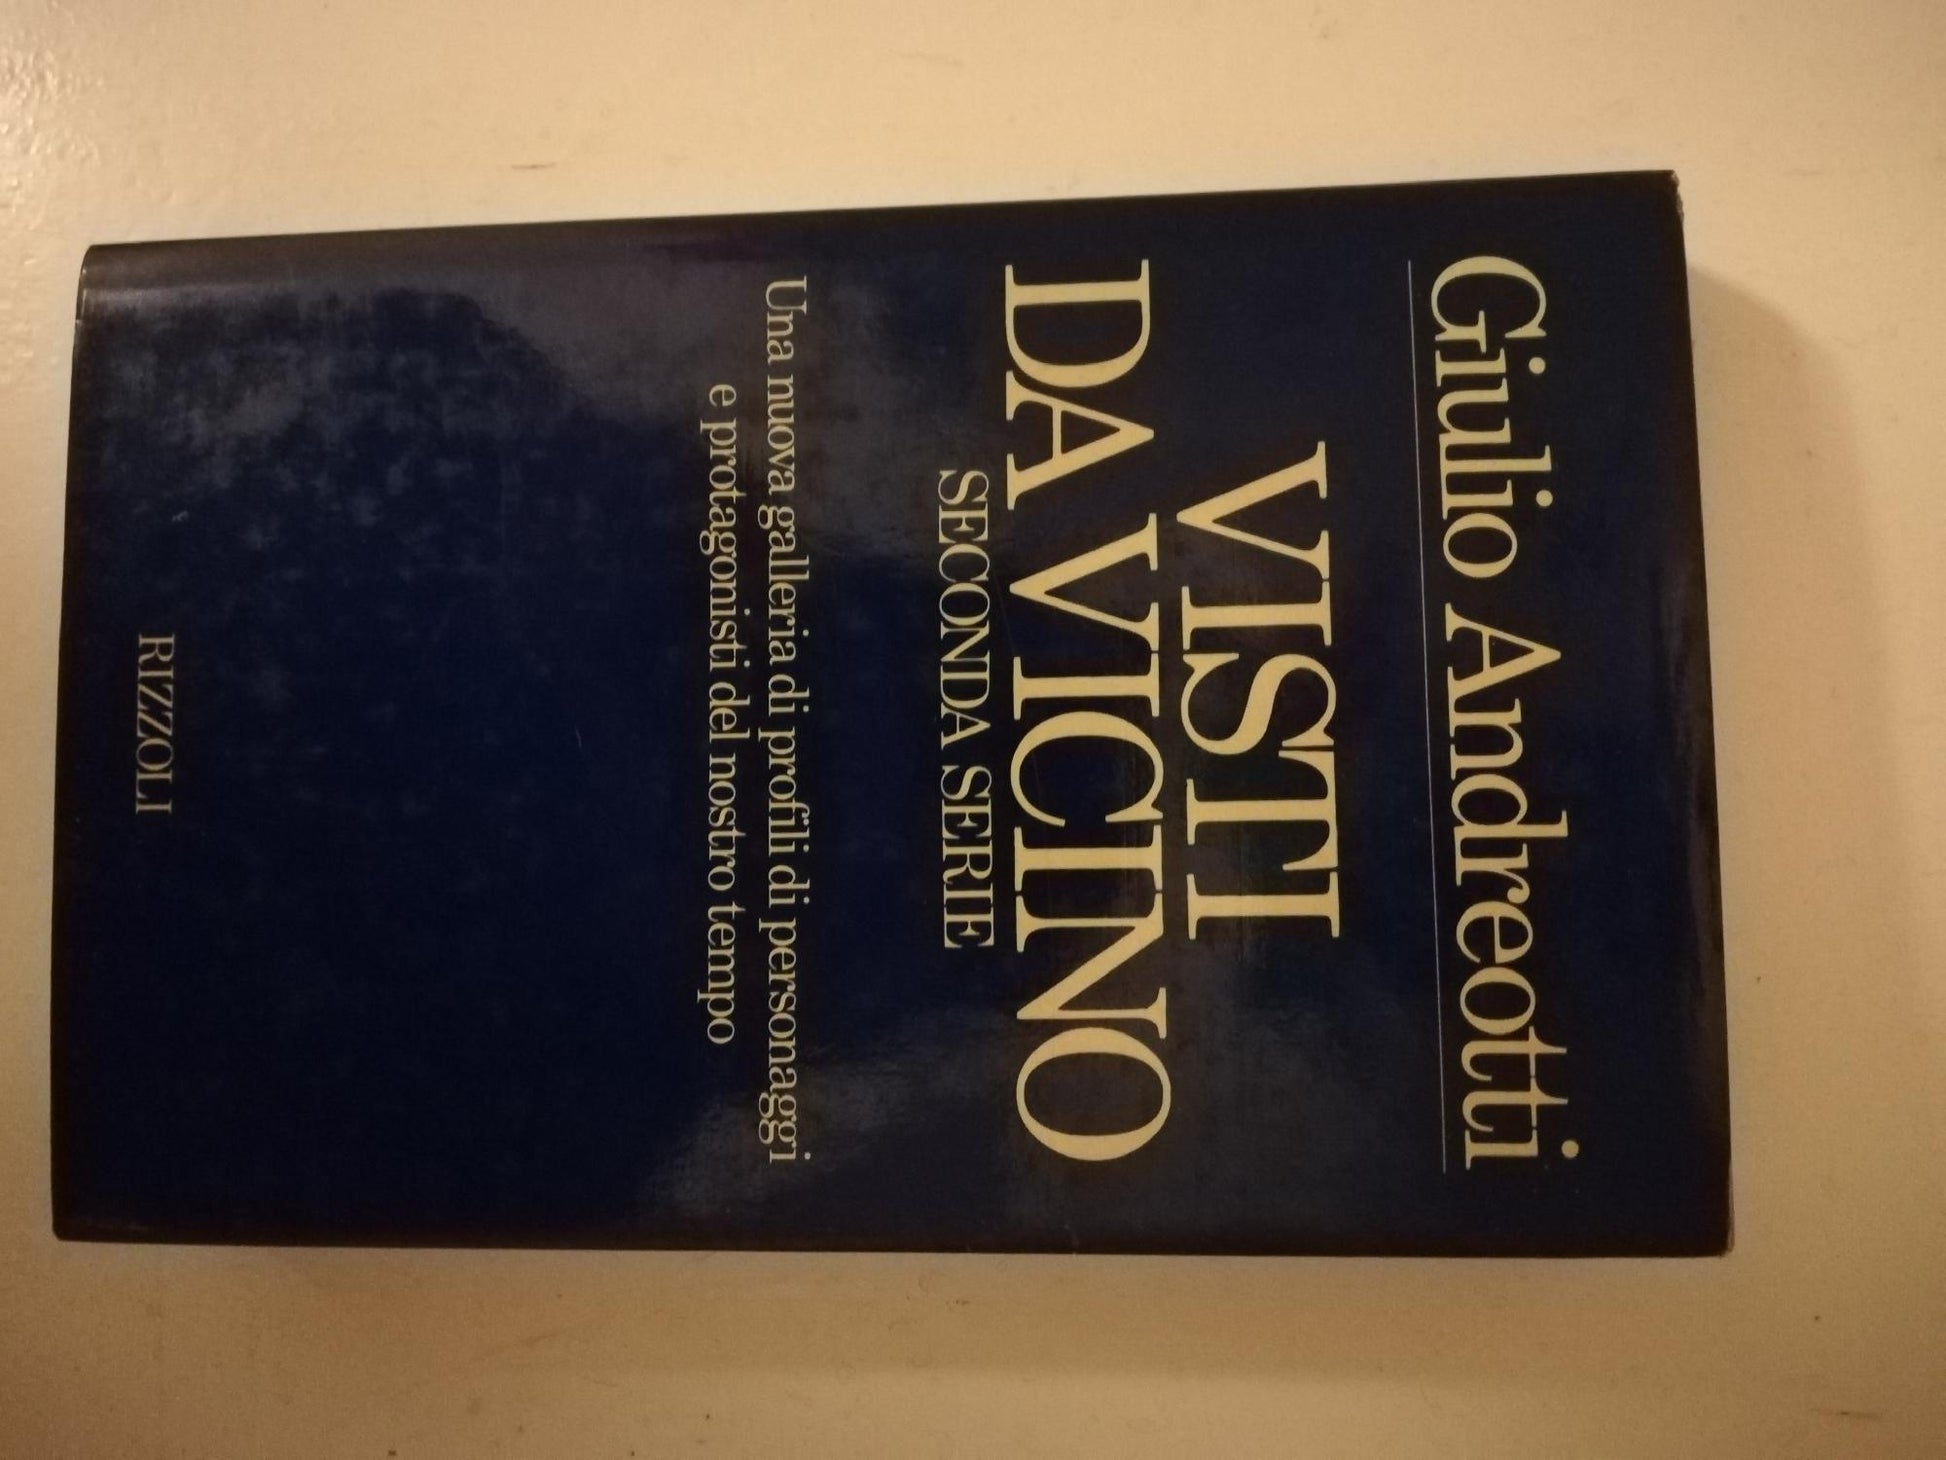 Giulio Andreotti
VISTI
DA VICINO
SECONDA SERIE
Una nuova galleria di profili di personaggi
e protagonisti del nostro tempo
RIZZOLI